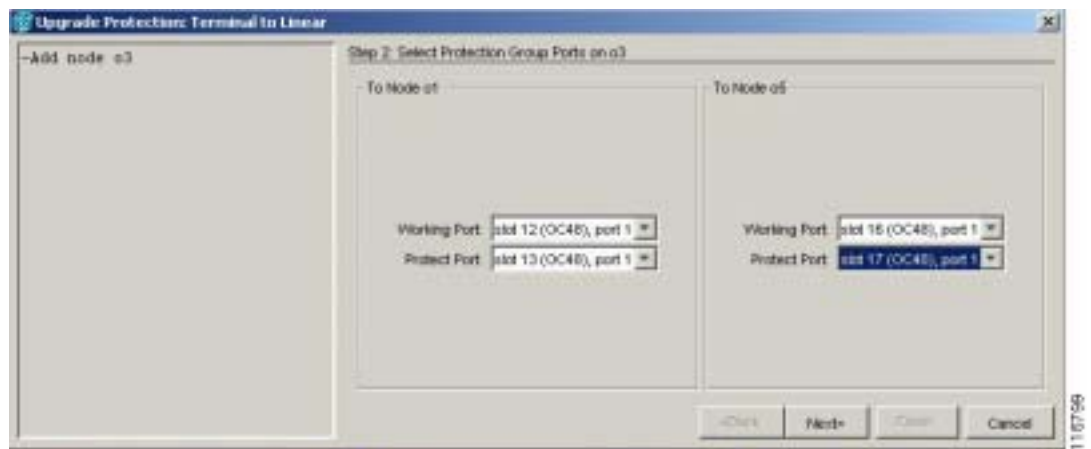 Upgrade Protection: Terminal to Linear
-Add node o3
Step 2: Select Protection Group Ports on o3
To Node o1
To Node o5
Working Port
slot 12 (OC48), port 1
Working Port
slot 16 (OC48), port 1
Protect Port
slot 13 (OC48), port 1
Protect Port
slot 17 (OC48), port 1
<Back
Next>
Cancel
116799